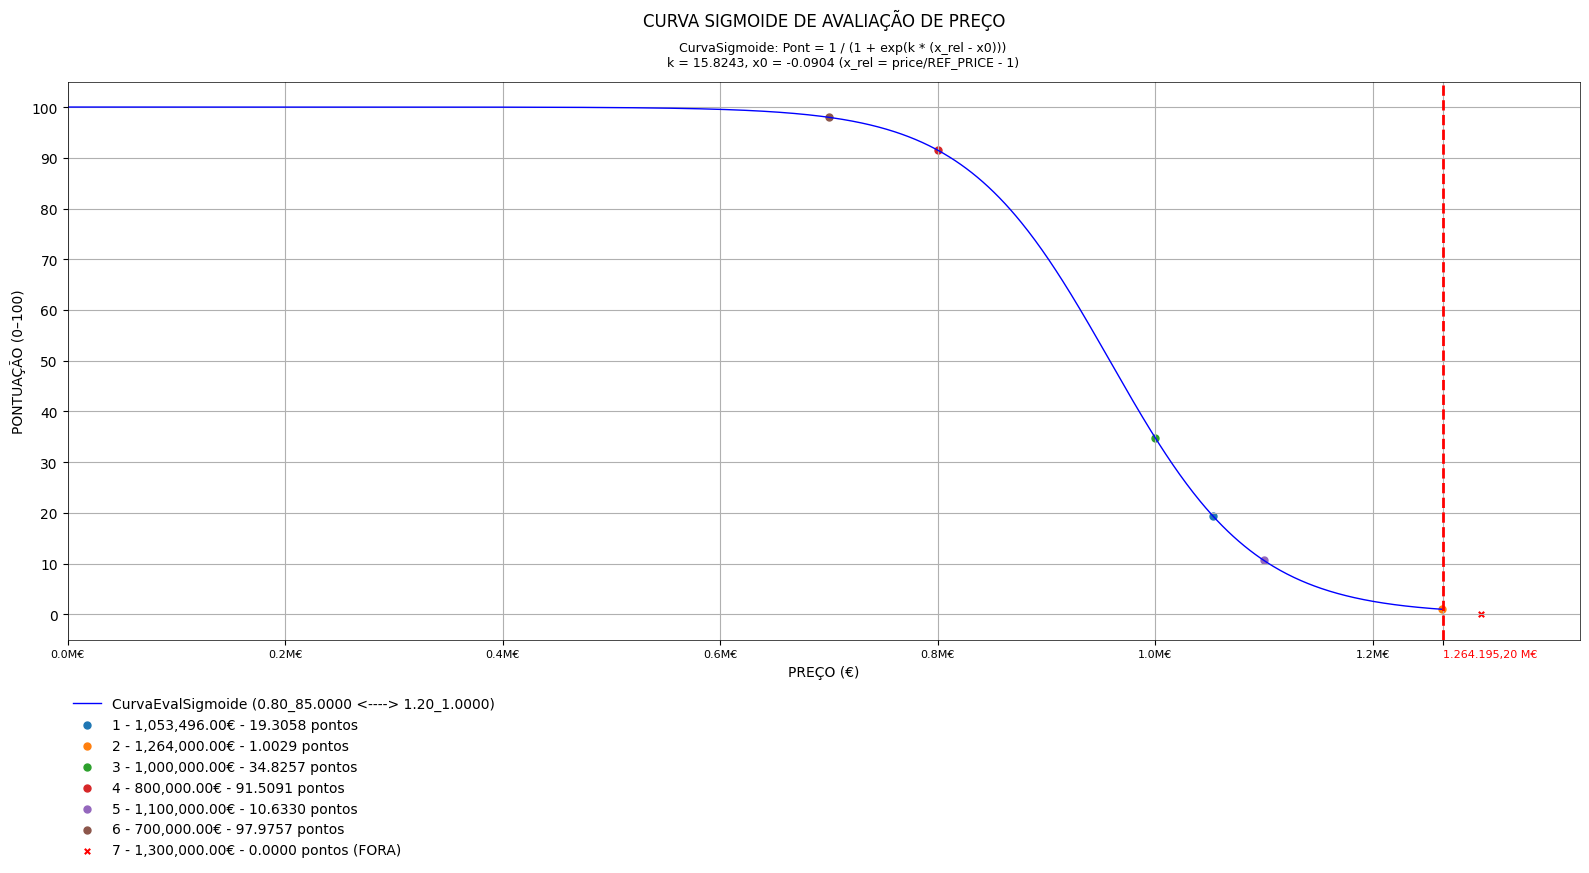 CURVA SIGMOIDE DE AVALIAÇÃO DE PREÇO
CurvaSigmoide: Pont = 1 / (1 + exp(k * (x_rel - x0)))
k = 15.8243, x0 = -0.0904 (x_rel = price/REF_PRICE - 1)
PONTUAÇÃO (0–100)
100
90
80
70
60
50
40
30
20
10
0
0.0M€ 0.2M€ 0.4M€ 0.6M€ 0.8M€ 1.0M€ 1.2M€ 1.264.195,20 M€
PREÇO (€)
CurvaEvalSigmoide (0.80_85.0000 <----> 1.20_1.0000)
1 - 1,053,496.00€ - 19.3058 pontos
2 - 1,264,000.00€ - 1.0029 pontos
3 - 1,000,000.00€ - 34.8257 pontos
4 - 800,000.00€ - 91.5091 pontos
5 - 1,100,000.00€ - 10.6330 pontos
6 - 700,000.00€ - 97.9757 pontos
7 - 1,300,000.00€ - 0.0000 pontos (FORA)